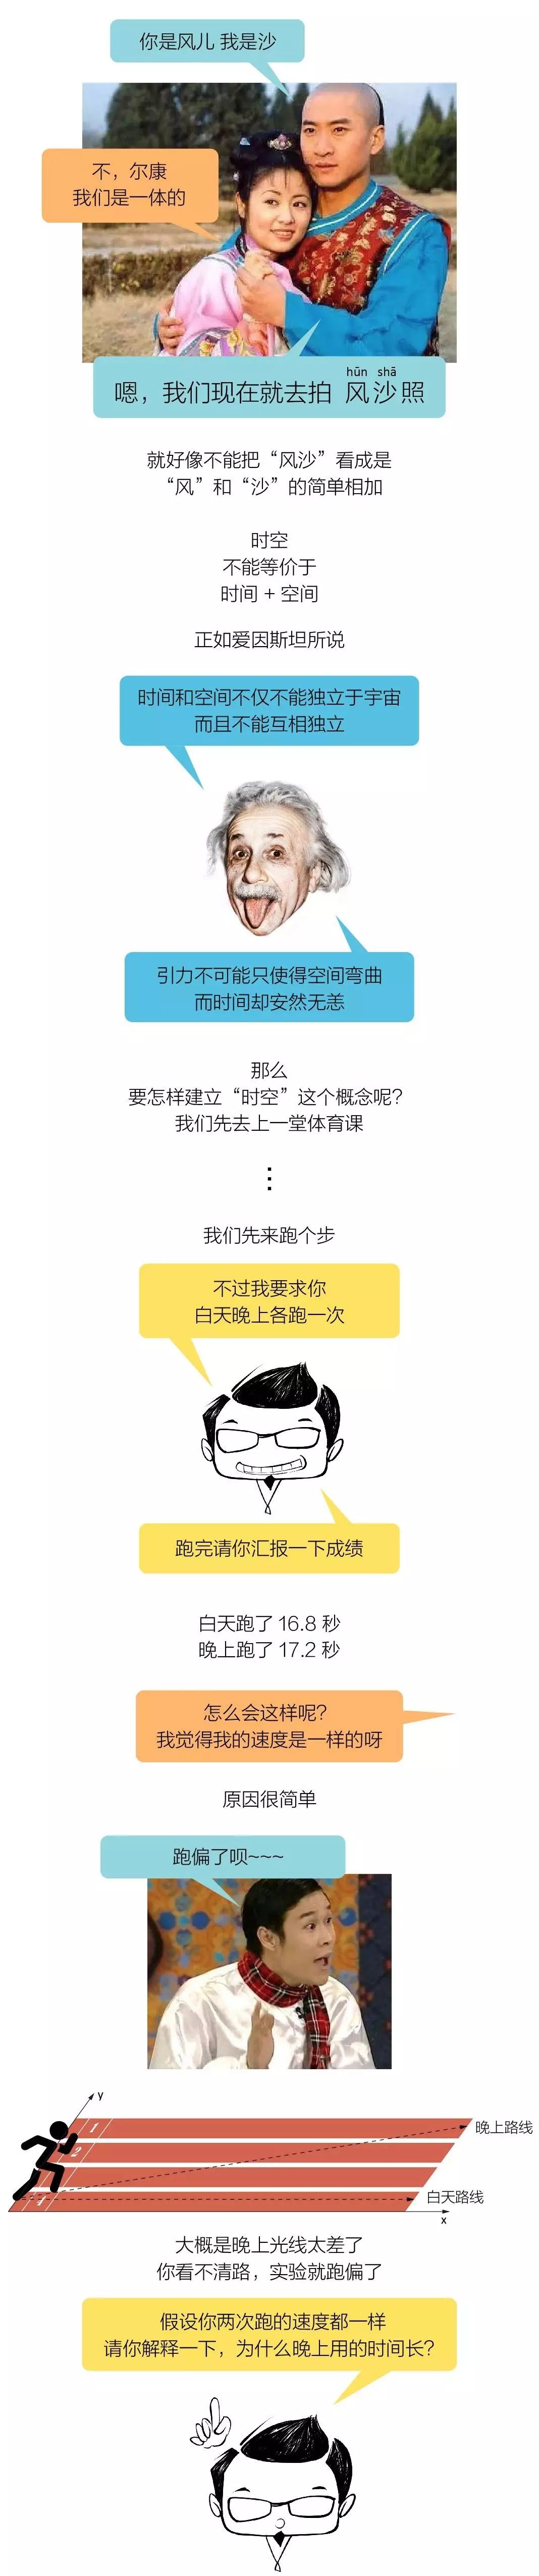 你是风儿 我是沙
不，尔康
我们是一体的
hūn shā
嗯，我们现在就去拍 风沙照
就好像不能把“风沙”看成是
“风”和“沙”的简单相加
时空
不能等价于
时间 + 空间
正如爱因斯坦所说
时间和空间不仅不能独立于宇宙
而且不能互相独立
引力不可能只使得空间弯曲
而时间却安然无恙
那么
要怎样建立“时空”这个概念呢？
我们先去上一堂体育课
⋮
我们先来跑个步
不过我要求你
白天晚上各跑一次
跑完请你汇报一下成绩
白天跑了 16.8 秒
晚上跑了 17.2 秒
怎么会这样呢？
我觉得我的速度是一样的呀
原因很简单
跑偏了呗~~~
y
1
晚上路线
2
4
白天路线
x
大概是晚上光线太差了
你看不清路，实验就跑偏了
假设你两次跑的速度都一样
请你解释一下，为什么晚上用的时间长？